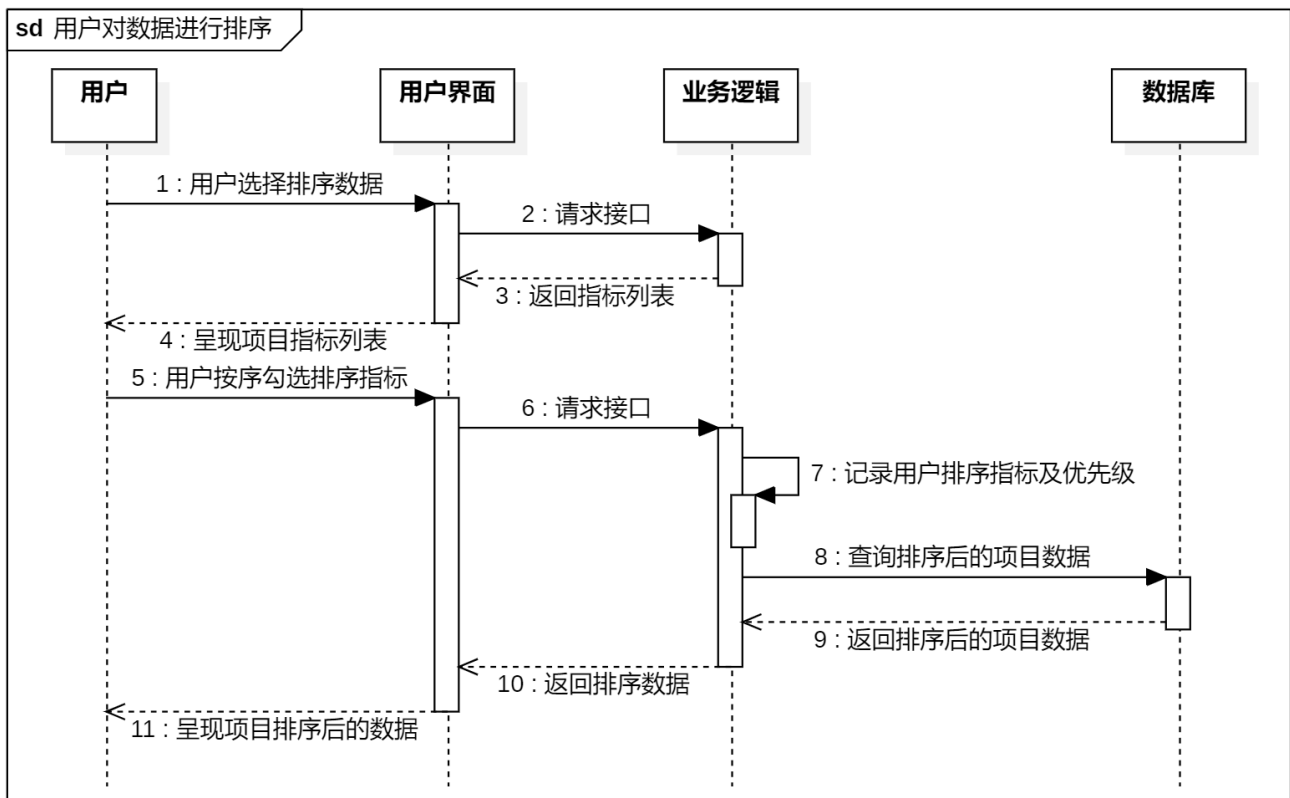 sd 用户对数据进行排序
用户
用户界面
业务逻辑
数据库
1 : 用户选择排序数据
2 : 请求接口
3 : 返回指标列表
4 : 呈现项目指标列表
5 : 用户按序勾选排序指标
6 : 请求接口
7 : 记录用户排序指标及优先级
8 : 查询排序后的项目数据
9 : 返回排序后的项目数据
10 : 返回排序数据
11 : 呈现项目排序后的数据